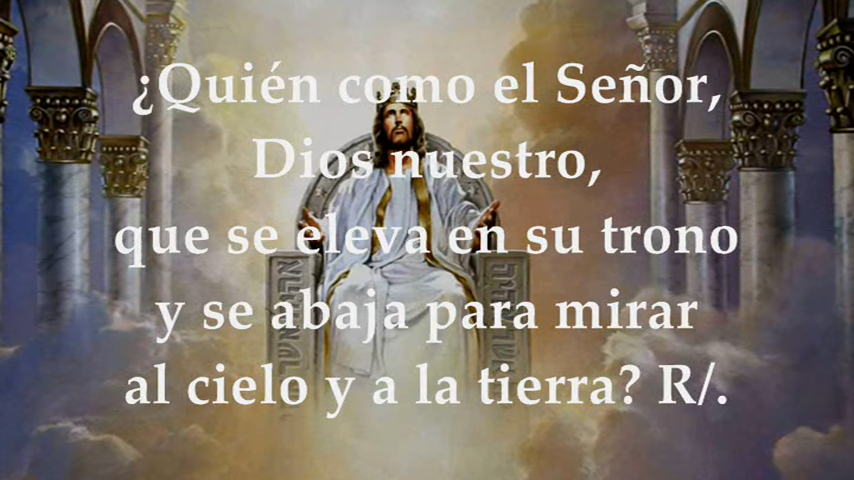 ¿Quién como el Señor,
Dios nuestro,
que se eleva en su trono
y se abaja para mirar
al cielo y a la tierra? R/.